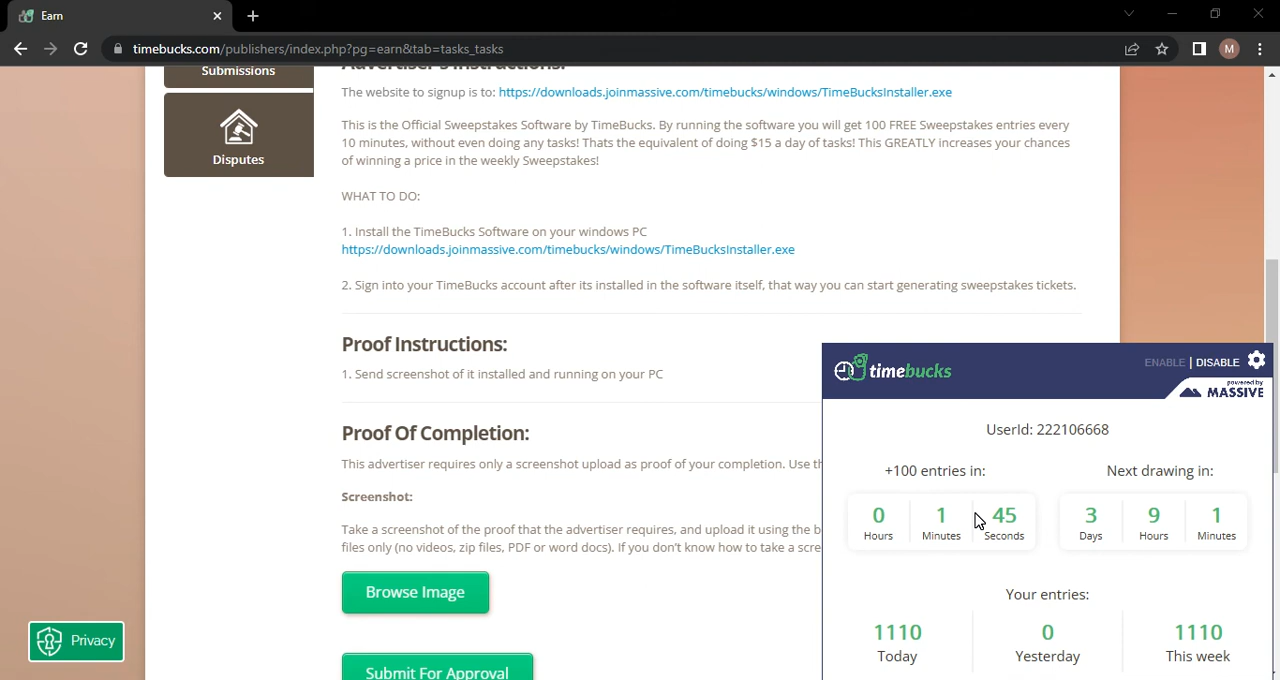 Earn
timebucks.com/publishers/index.php?pg=earn&tab=tasks_tasks
M
Submissions
Disputes
Advertiser's Instructions:
The website to signup is to: https://downloads.joinmassive.com/timebucks/windows/TimeBucksInstaller.exe
This is the Official Sweepstakes Software by TimeBucks. By running the software you will get 100 FREE Sweepstakes entries every
10 minutes, without even doing any tasks! Thats the equivalent of doing $15 a day of tasks! This GREATLY increases your chances
of winning a price in the weekly Sweepstakes!
WHAT TO DO:
1. Install the TimeBucks Software on your windows PC
https://downloads.joinmassive.com/timebucks/windows/TimeBucksInstaller.exe
2. Sign into your TimeBucks account after its installed in the software itself, that way you can start generating sweepstakes tickets.
Proof Instructions:
1. Send screenshot of it installed and running on your PC
Proof Of Completion:
This advertiser requires only a screenshot upload as proof of your completion. Use th
Screenshot:
Take a screenshot of the proof that the advertiser requires, and upload it using the b
files only (no videos, zip files, PDF or word docs). If you don't know how to take a scre
Browse Image
Submit For Approval
Privacy
timebucks
ENABLE | DISABLE
powered by
MASSIVE
UserId: 222106668
+100 entries in:
Next drawing in:
0 1 45
Hours Minutes Seconds
3 9 1
Days Hours Minutes
Your entries:
1110 0 1110
Today Yesterday This week